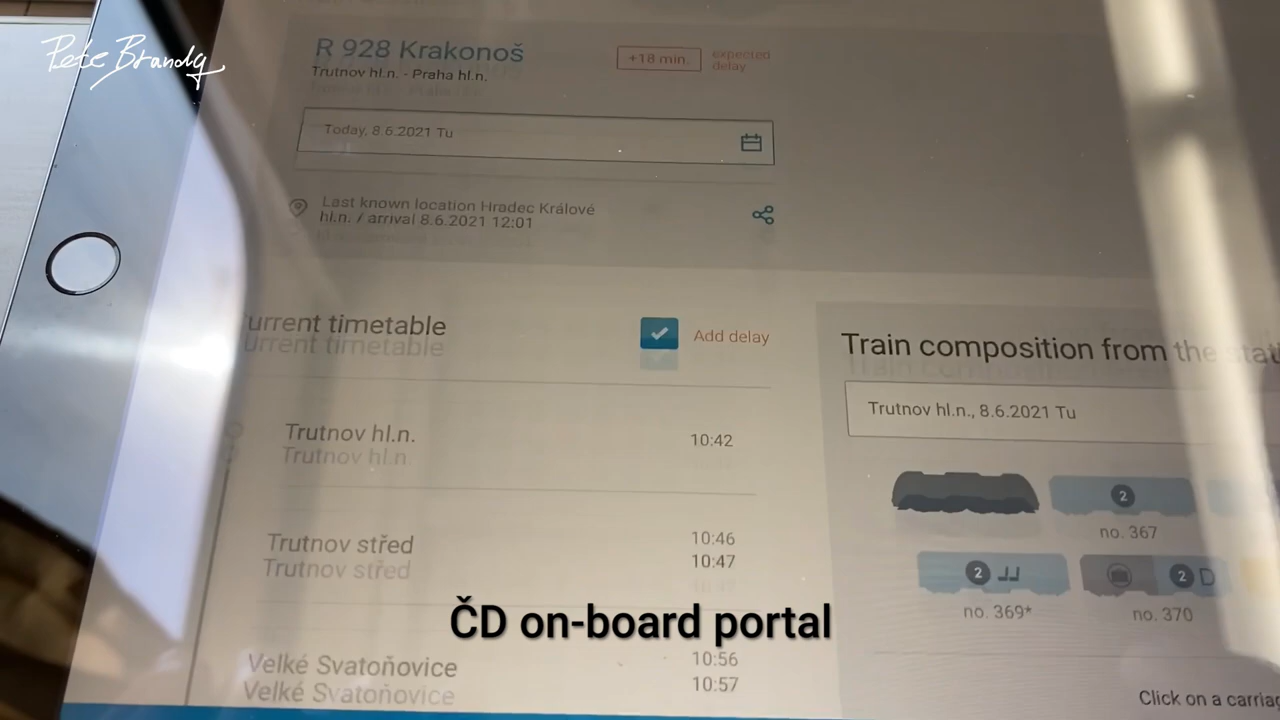 Pete Brandy
R 928 Krakonoš
+18 min.
expected
delay
Trutnov hl.n. - Praha hl.n.
Today, 8.6.2021 Tu
Last known location Hradec Králové
hl.n. / arrival 8.6.2021 12:01
urrent timetable
Add delay
Trutnov hl.n.
10:42
Trutnov střed
10:46
10:47
Velké Svatoňovice
10:56
10:57
Train composition from the stat
Trutnov hl.n., 8.6.2021 Tu
2
no. 367
2
2
no. 369*
no. 370
Click on a carriag
ČD on-board portal